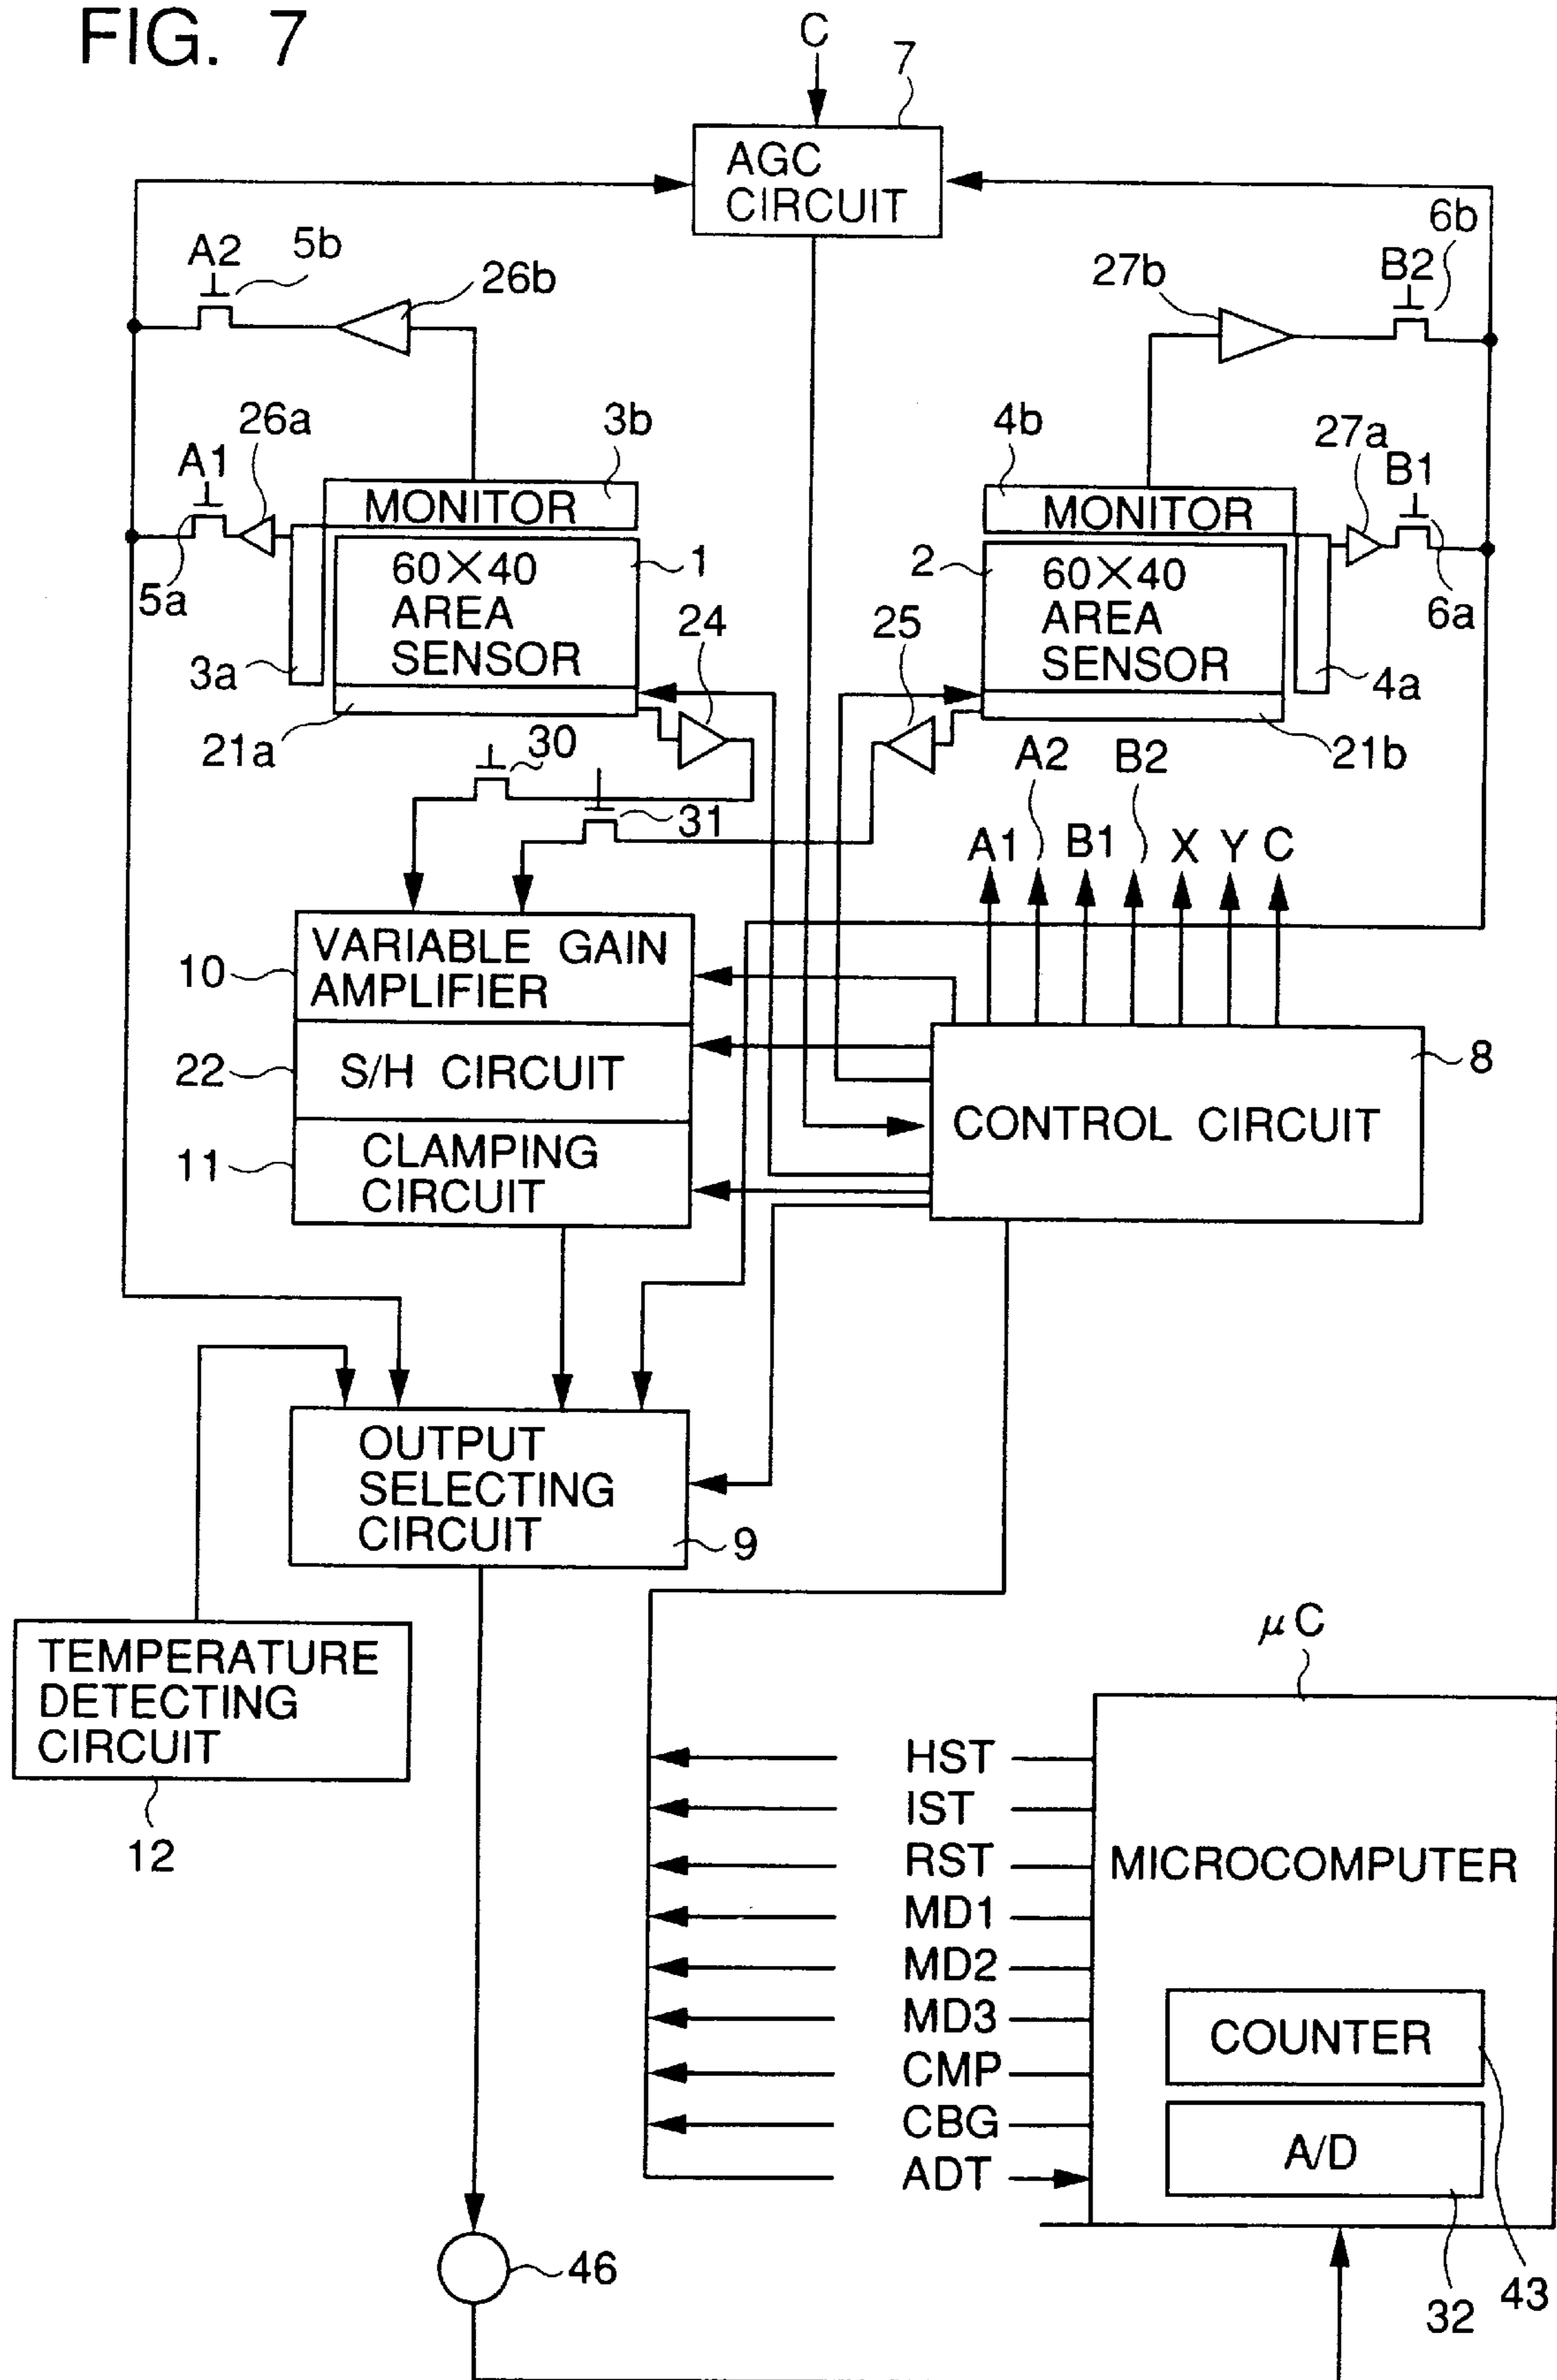 FIG. 7
C
7
AGC
CIRCUIT
A2
5b
26b
27b
6b
B2
A1
26a
3b
4b
27a
B1
MONITOR
MONITOR
5a
3a
60×40
AREA
SENSOR
1
24
2
25
60×40
AREA
SENSOR
6a
4a
21a
30
31
21b
A1
A2
B1
B2
X
Y
C
10
VARIABLE GAIN
AMPLIFIER
22
S/H CIRCUIT
11
CLAMPING
CIRCUIT
CONTROL CIRCUIT
8
OUTPUT
SELECTING
CIRCUIT
9
TEMPERATURE
DETECTING
CIRCUIT
12
μC
HST
IST
RST
MD1
MD2
MD3
CMP
CBG
ADT
MICROCOMPUTER
COUNTER
A/D
46
32
43